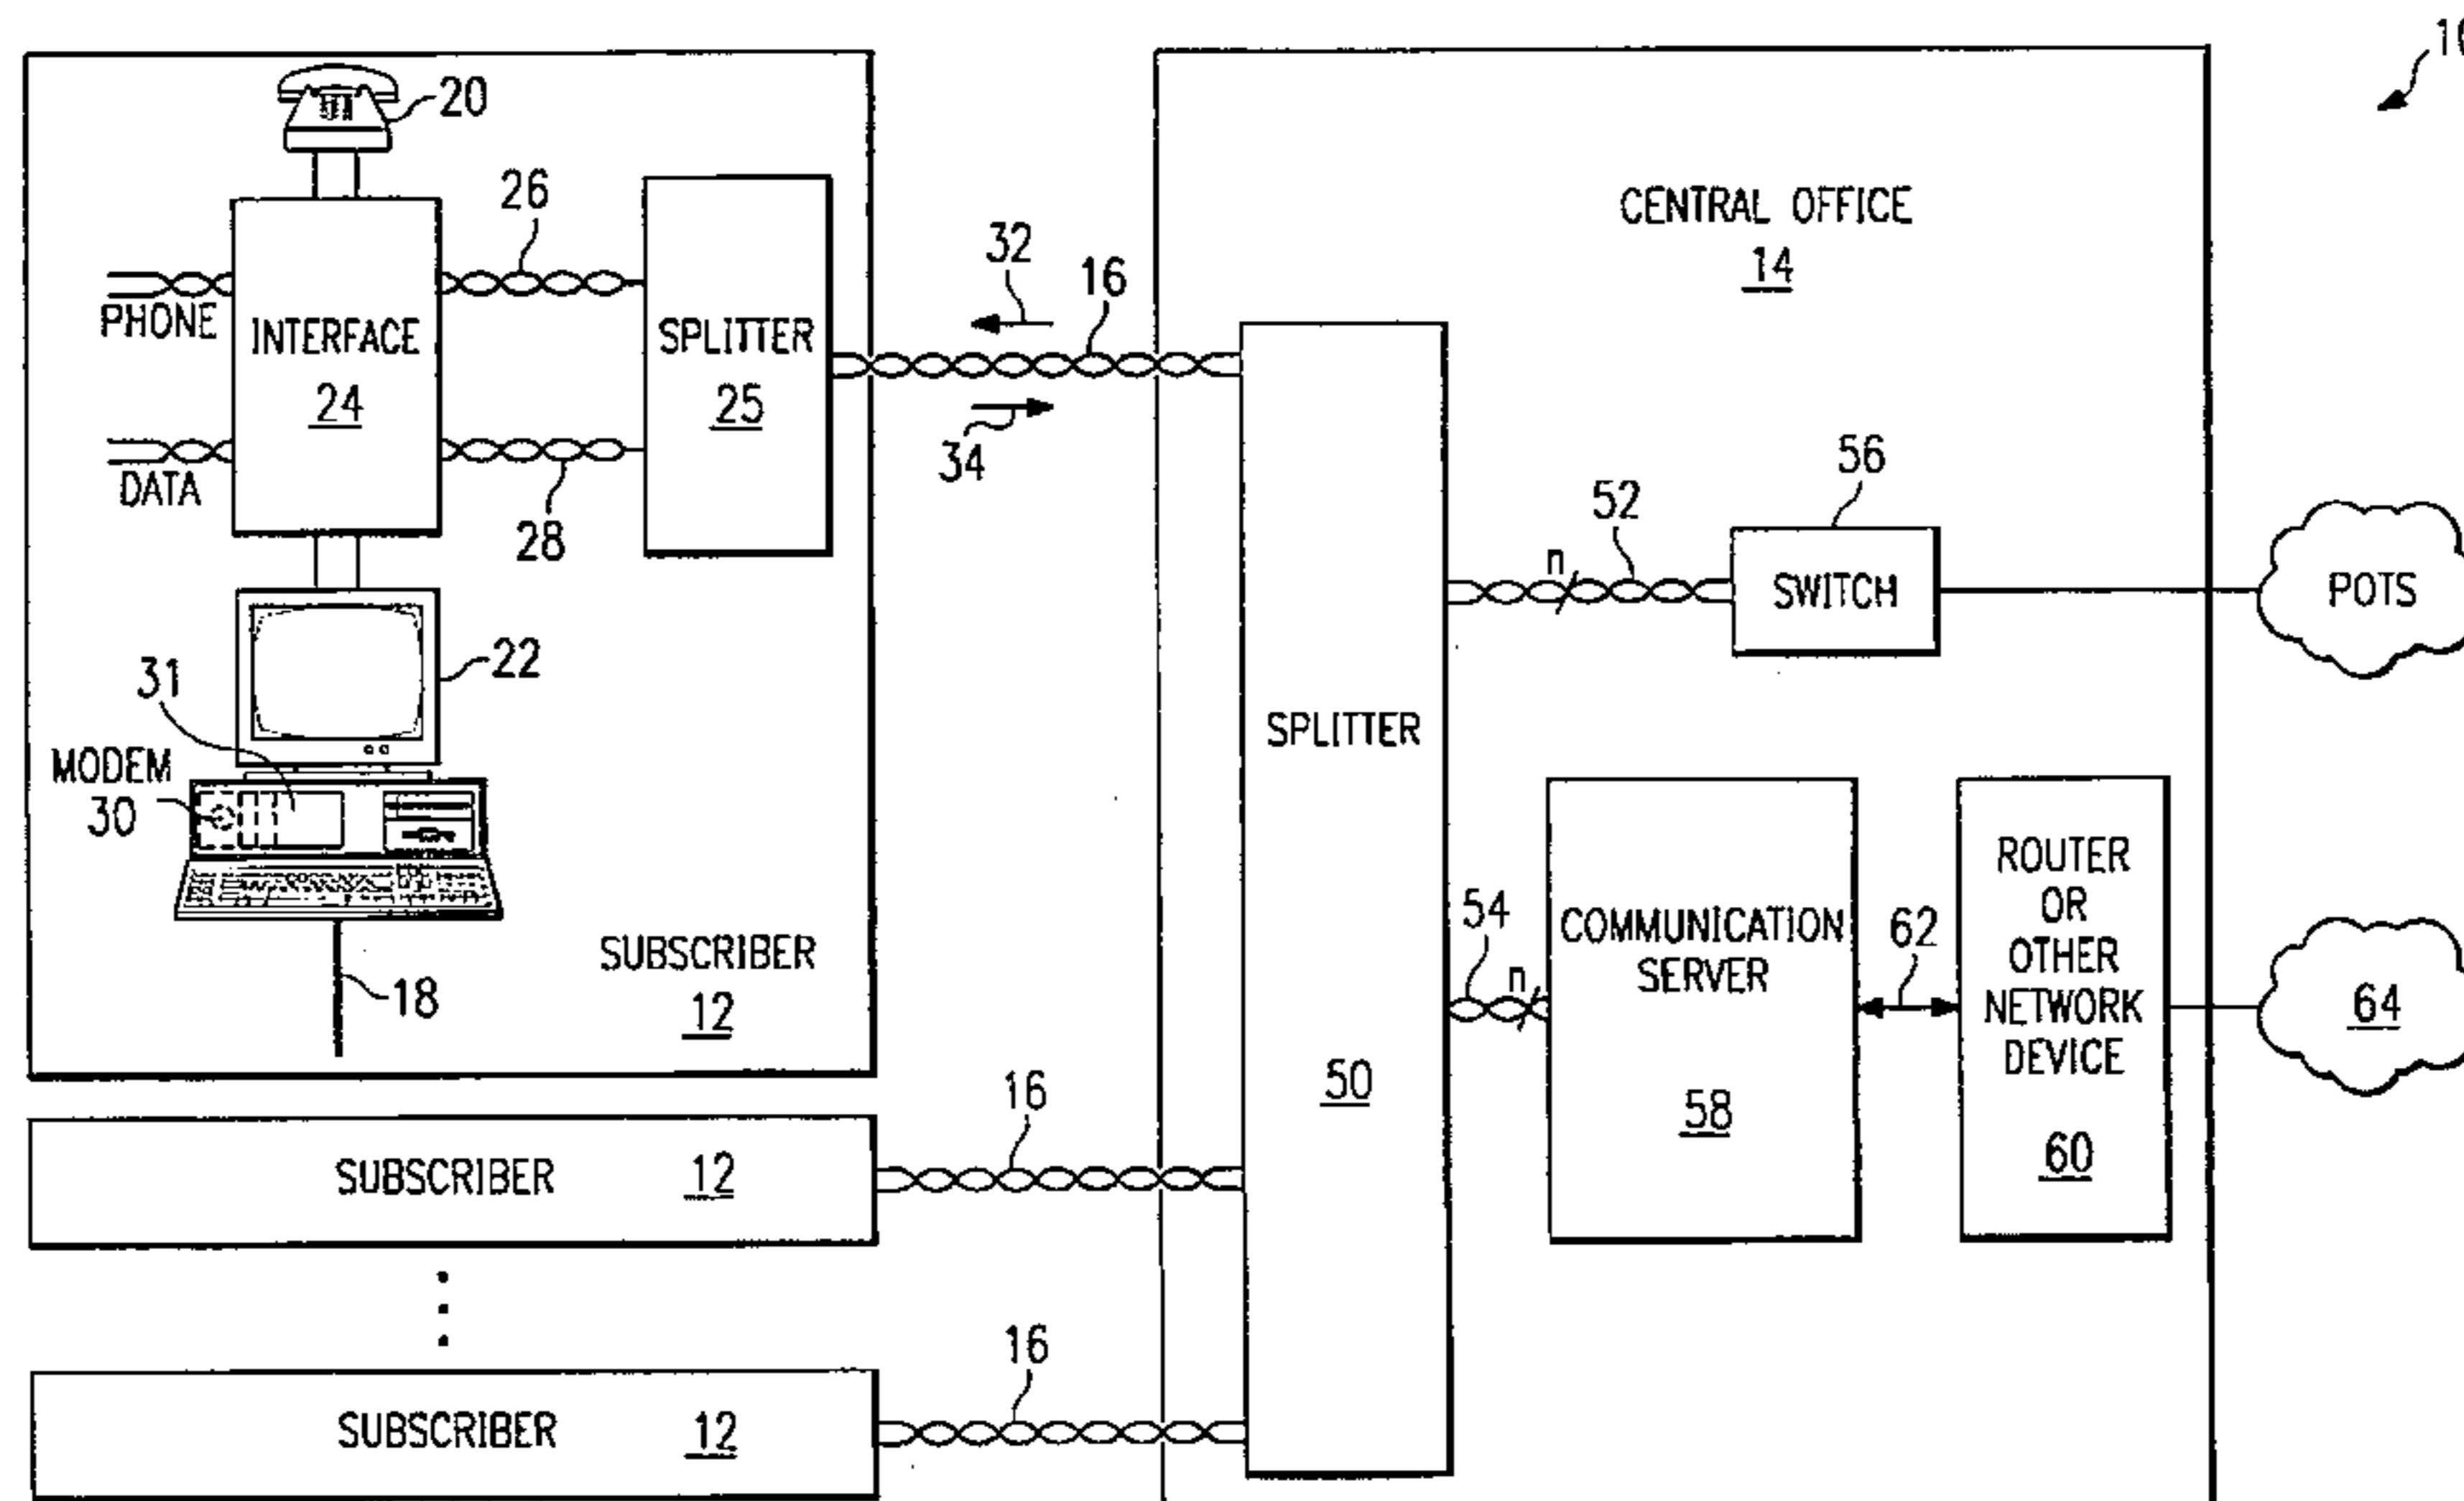 20
26
PHONE
INTERFACE
24
SPLITTER
25
DATA
28
22
31
MODEM
30
18
SUBSCRIBER
12
32
16
34
CENTRAL OFFICE
14
SPLITTER
50
n
52
56
SWITCH
POTS
54
n
COMMUNICATION
SERVER
58
62
ROUTER
OR
OTHER
NETWORK
DEVICE
60
64
SUBSCRIBER
12
16
SUBSCRIBER
12
16